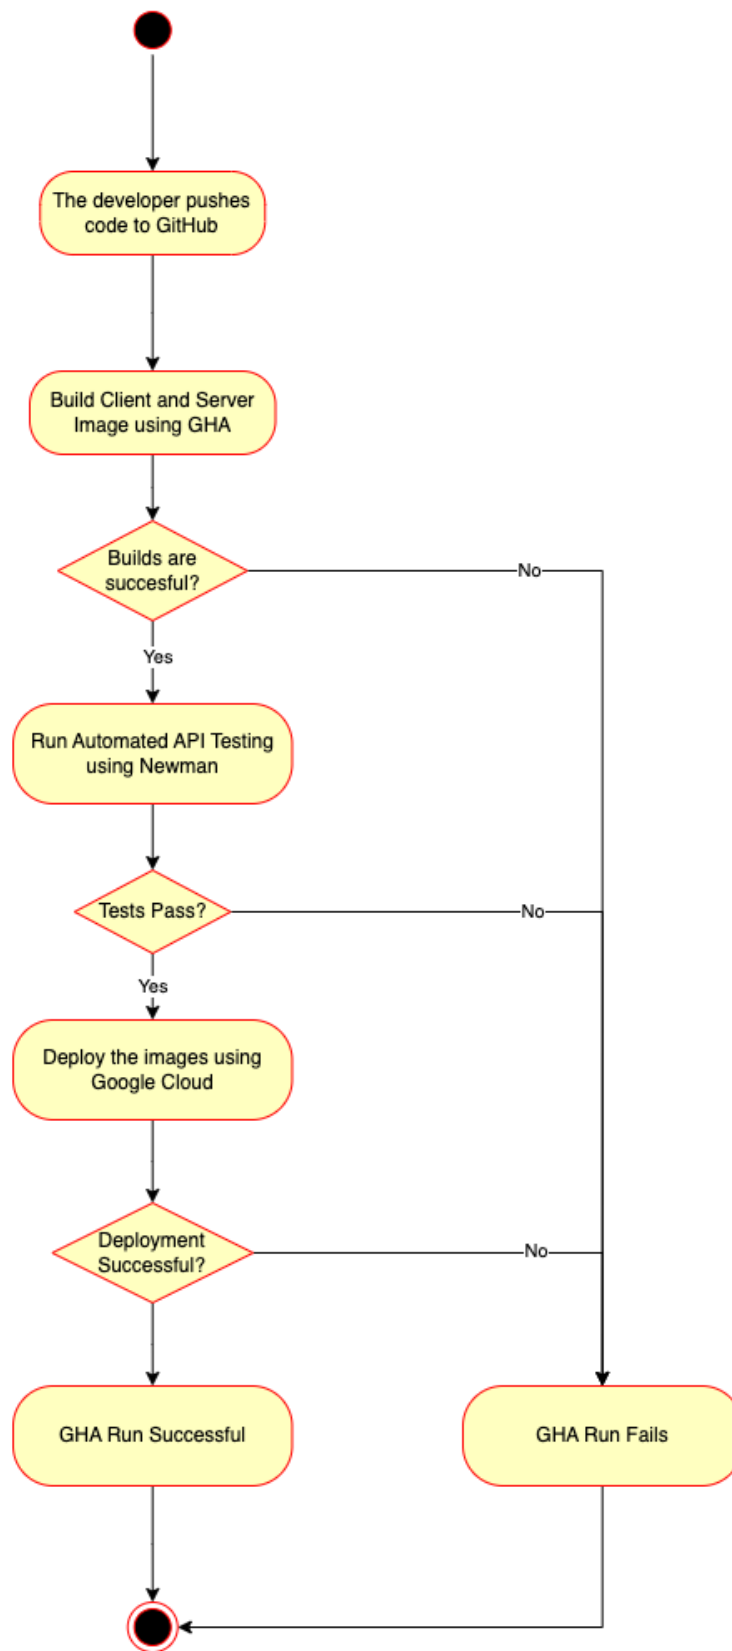 The developer pushes
code to GitHub
Build Client and Server
Image using GHA
Builds are
succesful?
No
Yes
Run Automated API Testing
using Newman
Tests Pass?
No
Yes
Deploy the images using
Google Cloud
Deployment
Successful?
No
GHA Run Successful
GHA Run Fails